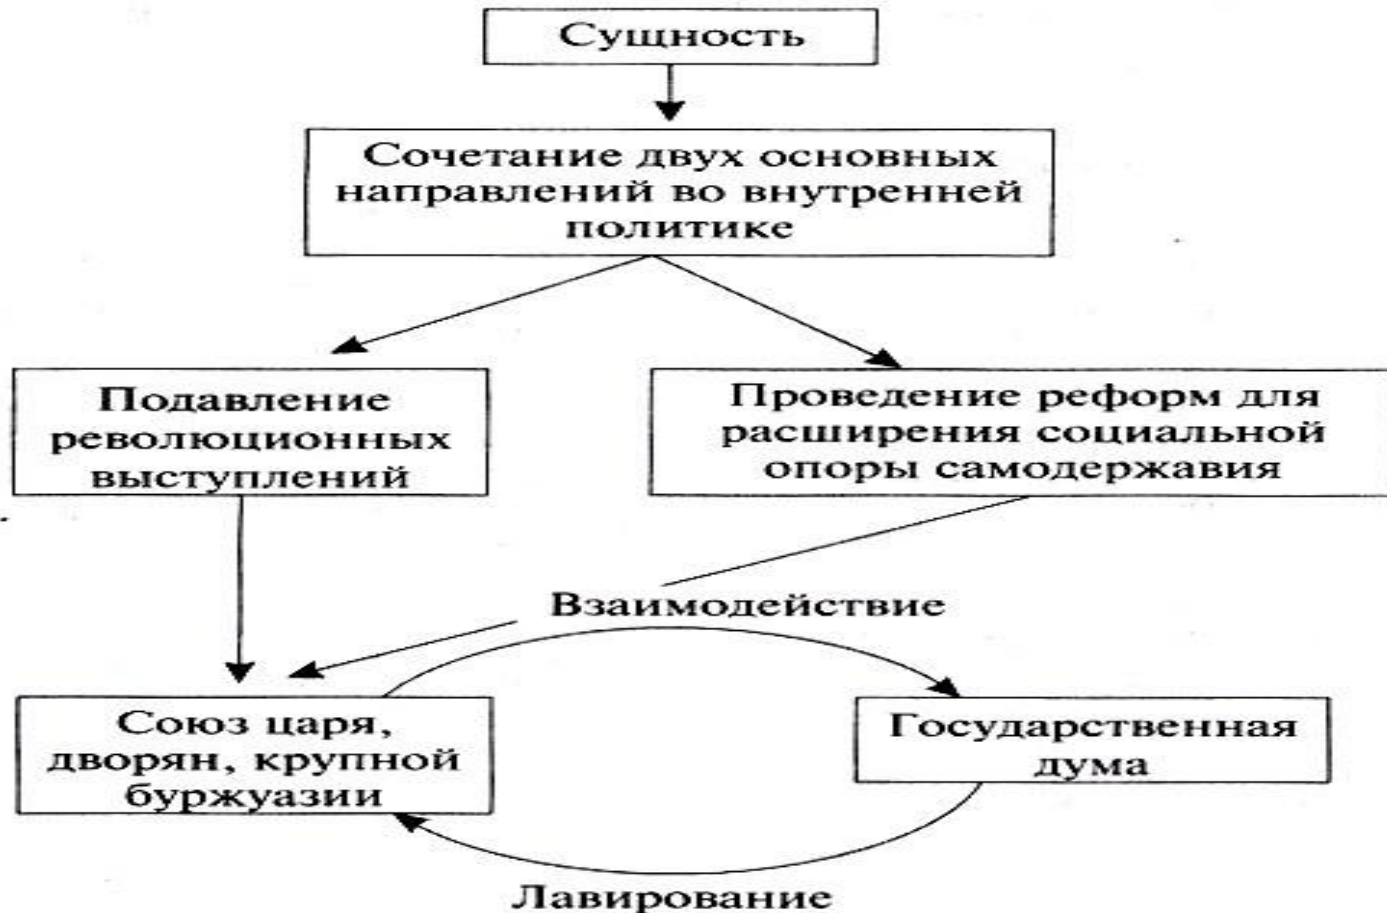 Сущность
Сочетание двух основных
направлений во внутренней
политике
Подавление
революционных
выступлений
Проведение реформ для
расширения социальной
опоры самодержавия
Взаимодействие
Союз царя,
дворян, крупной
буржуазии
Государственная
дума
Лавирование